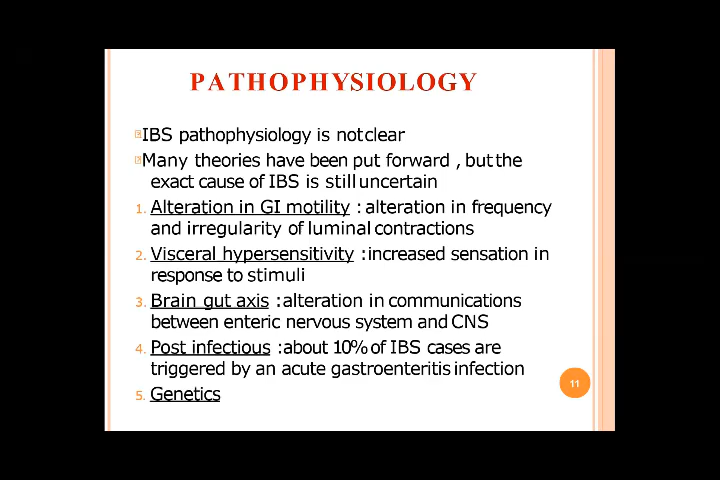 PATHOPHYSIOLOGY
IBS pathophysiology is not clear
Many theories have been put forward , but the
exact cause of IBS is still uncertain
1. Alteration in GI motility : alteration in frequency
and irregularity of luminal contractions
2. Visceral hypersensitivity :increased sensation in
response to stimuli
3. Brain gut axis :alteration in communications
between enteric nervous system and CNS
4. Post infectious :about 10% of IBS cases are
triggered by an acute gastroenteritis infection
5. Genetics
11